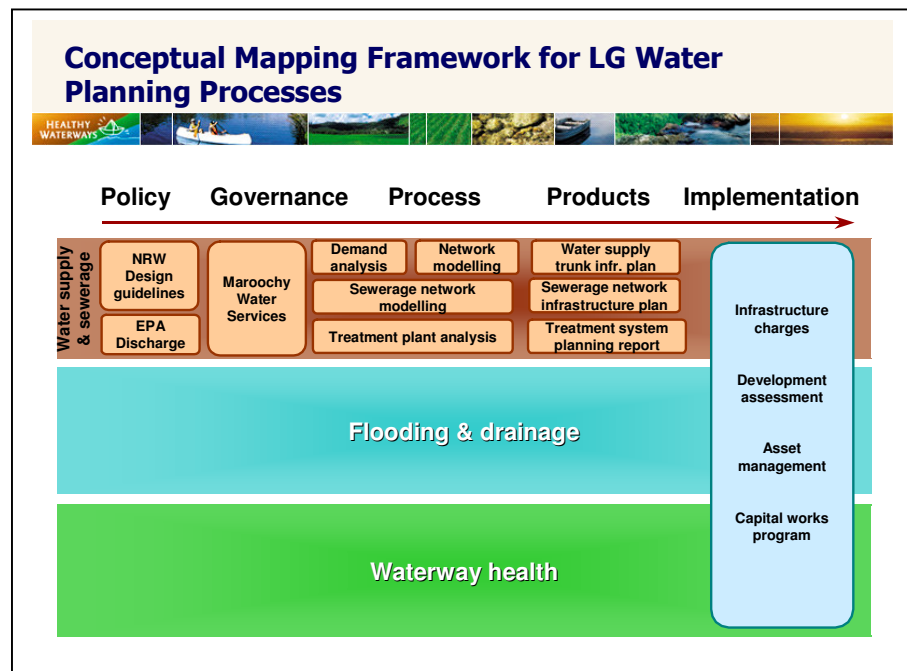 Conceptual Mapping Framework for LG Water
Planning Processes
HEALTHY
WATERWAYS
Policy
Governance
Process
Products
Implementation
Water supply
& sewerage
NRW
Design
guidelines
EPA
Discharge
Maroochy
Water
Services
Demand
analysis
Network
modelling
Sewerage network
modelling
Treatment plant analysis
Water supply
trunk infr. plan
Sewerage network
infrastructure plan
Treatment system
planning report
Infrastructure
charges
Development
assessment
Asset
management
Capital works
program
Flooding & drainage
Waterway health